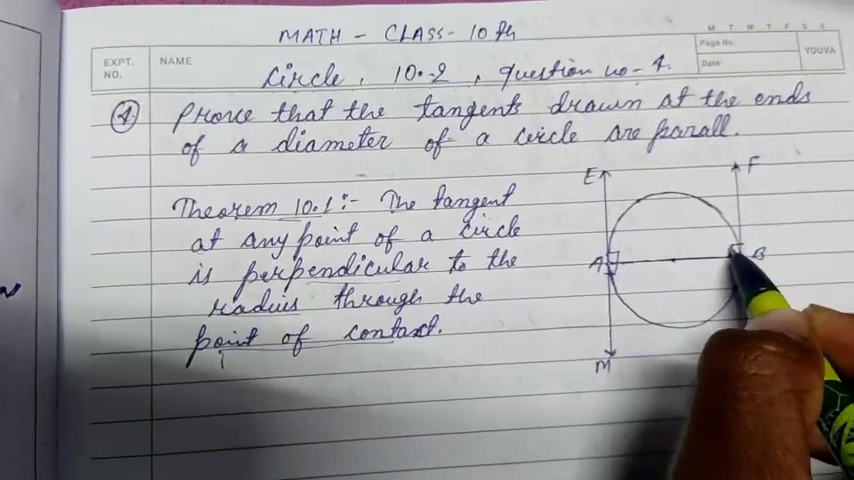 MATH - CLASS - 10th
M T W T F S S
EXPT. NO.
NAME
Page No.
Date:
YOUVA
Circle, 10.2, question no - 4.
4 Prove that the tangents drawn at the ends
of a diameter of a circle are parall.
Theorem 10.1 :- The tangent
at any point of a circle
is perpendicular to the
radius through the
point of contact.
E F
A B
M